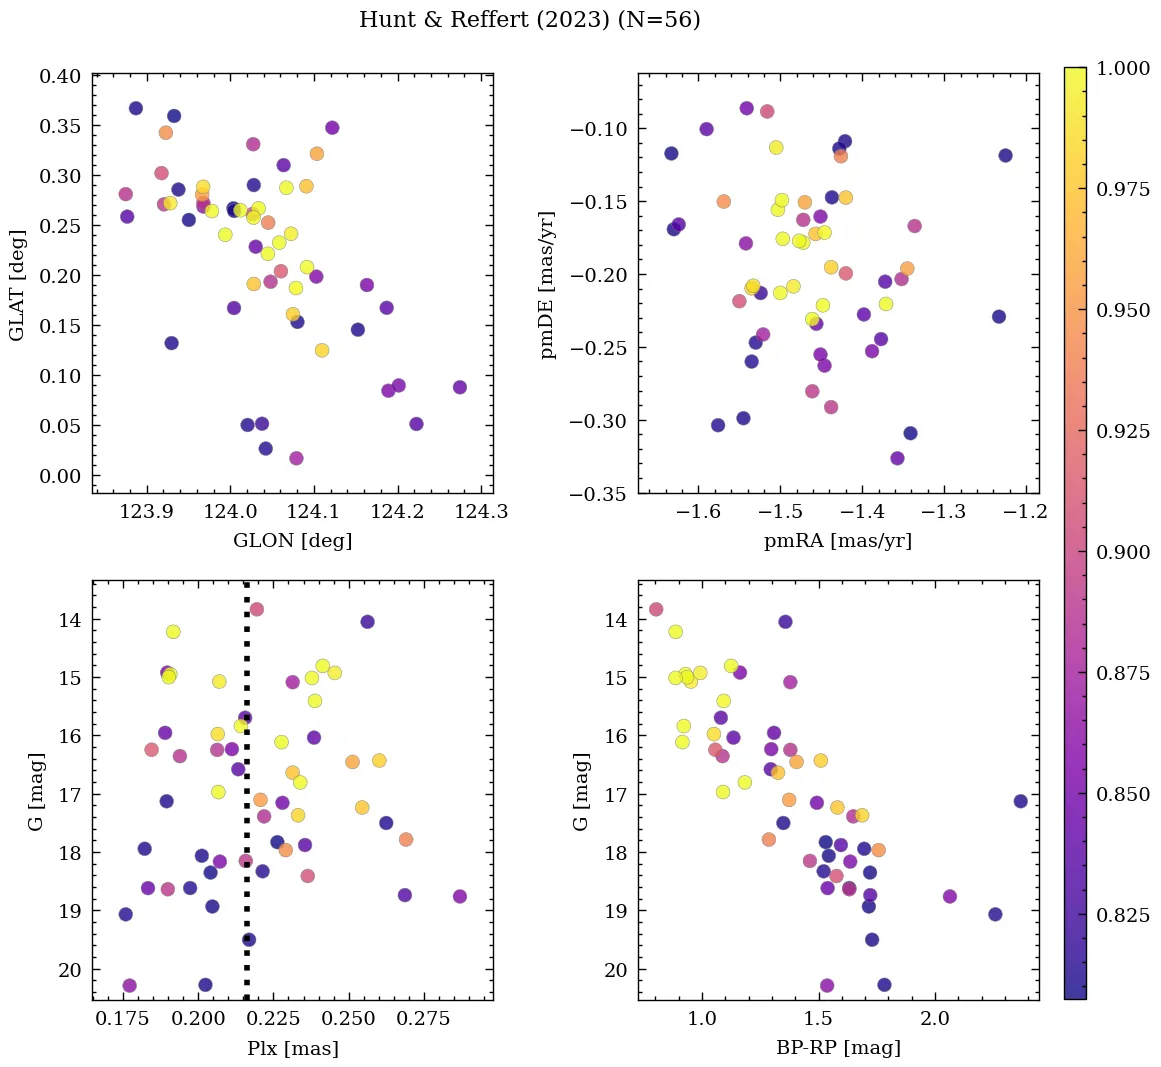 Hunt & Reffert (2023) (N=56)
0.40
0.35
0.30
0.25
0.20
0.15
0.10
0.05
0.00
GLAT [deg]
123.9 124.0 124.1 124.2 124.3
GLON [deg]
−0.10
−0.15
−0.20
−0.25
−0.30
−0.35
pmDE [mas/yr]
−1.6 −1.5 −1.4 −1.3 −1.2
pmRA [mas/yr]
14
15
16
17
18
19
20
G [mag]
0.175 0.200 0.225 0.250 0.275
Plx [mas]
14
15
16
17
18
19
20
G [mag]
1.0 1.5 2.0
BP-RP [mag]
1.000
0.975
0.950
0.925
0.900
0.875
0.850
0.825